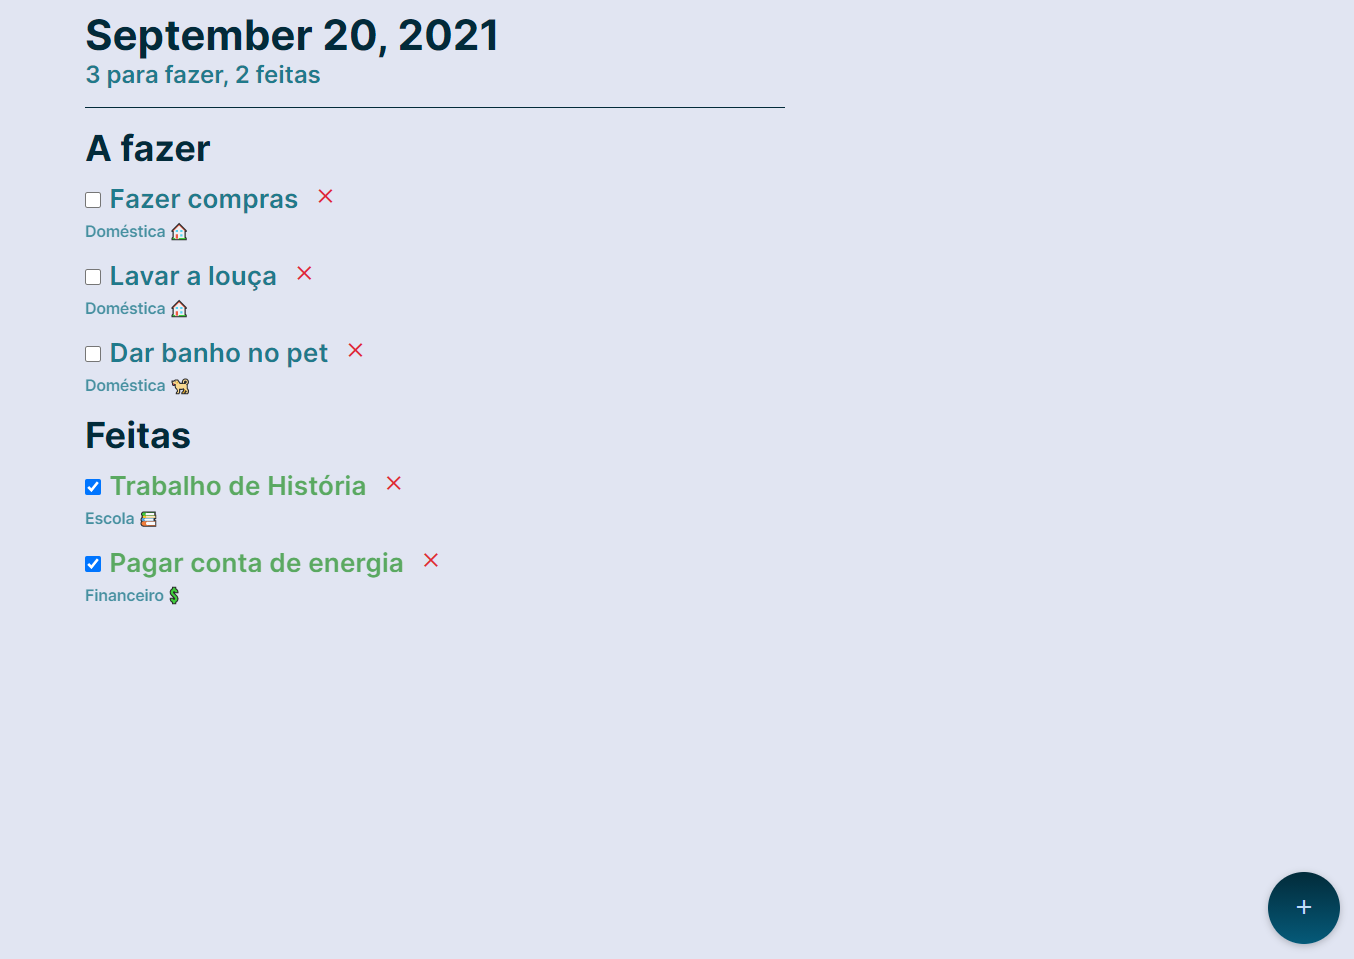 September 20, 2021
3 para fazer, 2 feitas
A fazer
Fazer compras
Doméstica 🏠
Lavar a louça
Doméstica 🏠
Dar banho no pet
Doméstica 🐕
Feitas
Trabalho de História
Escola 📚
Pagar conta de energia
Financeiro 💲
+